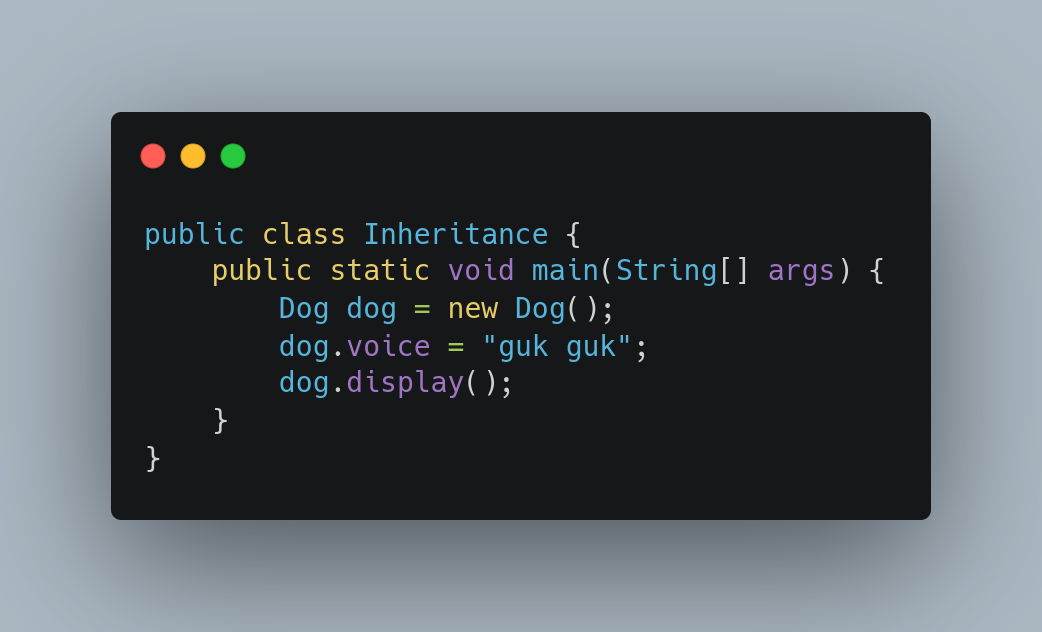 public class Inheritance {
    public static void main(String[] args) {
        Dog dog = new Dog();
        dog.voice = "guk guk";
        dog.display();
    }
}